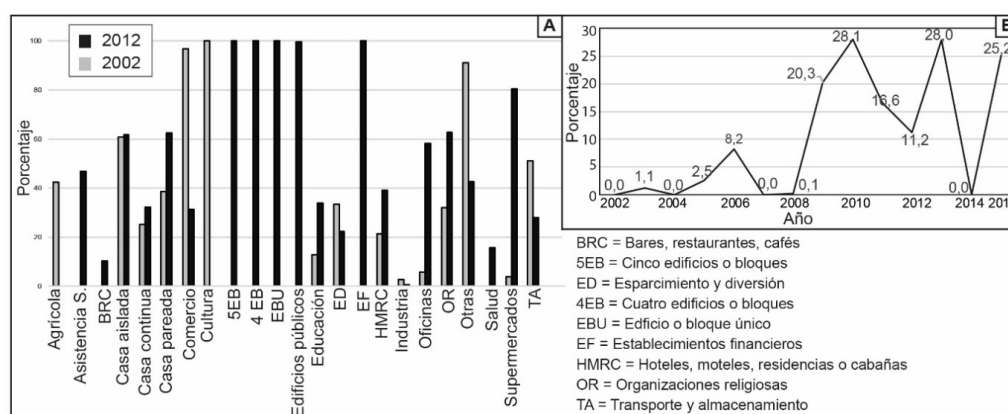 A
Porcentaje
100
80
60
40
20
0
2012
2002
Agrícola
Asistencia S.
BRC
Casa aislada
Casa continua
Casa pareada
Comercio
Cultura
5EB
4 EB
EBU
Edificios públicos
Educación
ED
EF
HMRC
Industria
Oficinas
OR
Otras
Salud
Supermercados
TA
Porcentaje
30
25
20
15
10
5
0
0,0
1,1
0,0
2,5
8,2
0,0
0,1
20,3
28,1
16,6
11,2
28,0
0,0
25,2
2002
2004
2006
2008
2010
2012
2014
Año
BRC = Bares, restaurantes, cafés
5EB = Cinco edificios o bloques
ED = Esparcimiento y diversión
4EB = Cuatro edificios o bloques
EBU = Edficio o bloque único
EF = Establecimientos financieros
HMRC = Hoteles, moteles, residencias o cabañas
OR = Organizaciones religiosas
TA = Transporte y almacenamiento